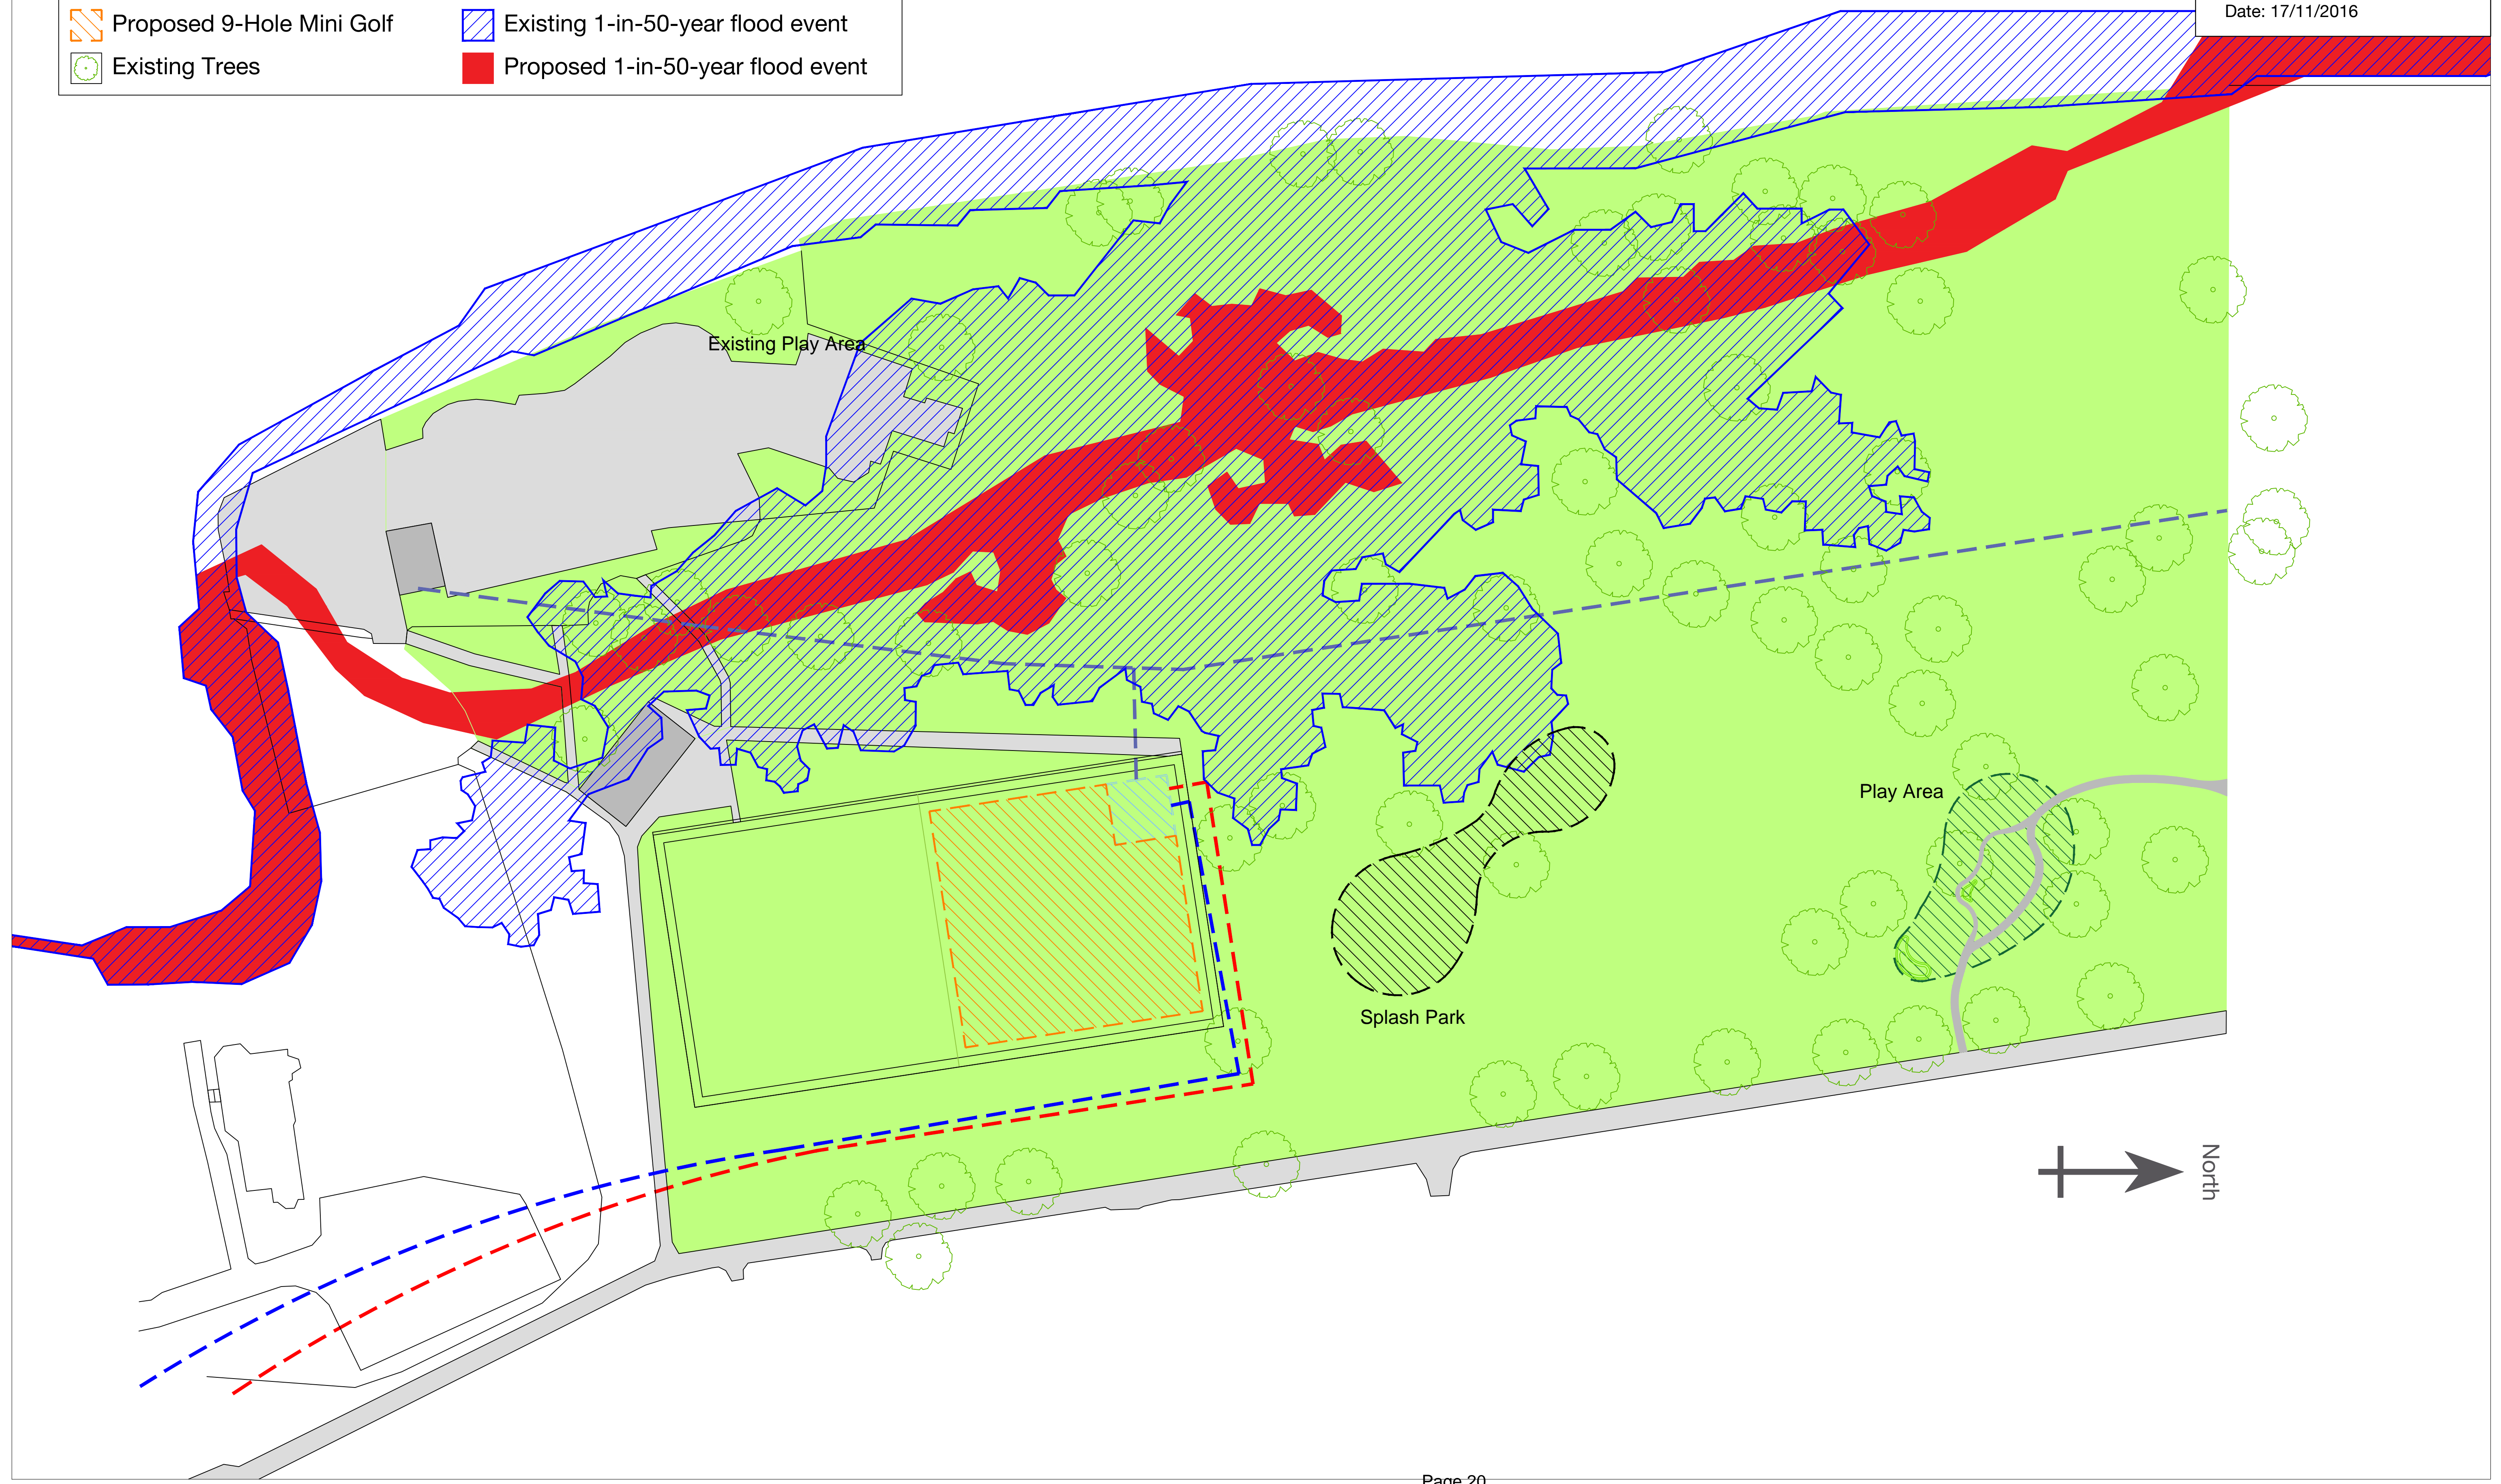 Proposed 9-Hole Mini Golf
Existing 1-in-50-year flood event
Date: 17/11/2016
Existing Trees
Proposed 1-in-50-year flood event
Existing Play Area
Play Area
Splash Park
North
Page 20